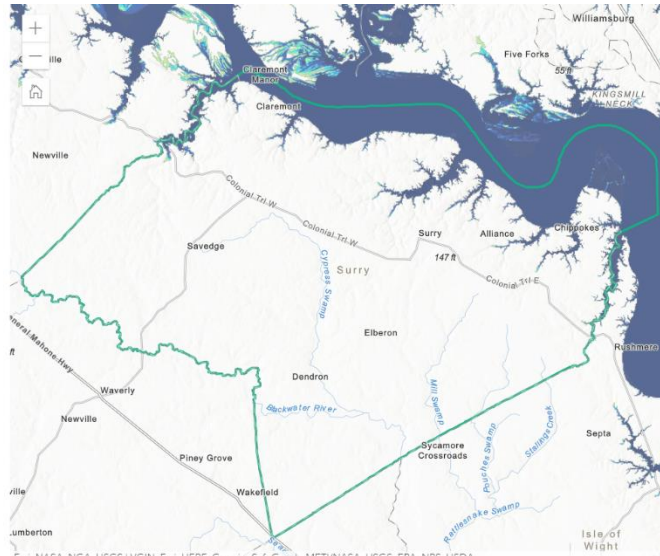 Williamsburg
+
−
Five Forks
Claremont
Manor
55 ft
KINGSMILL
NECK
Claremont
Newville
Colonial Trl W
Colonial Trl W
Surry
Alliance
Chippokes
Savedge
Cypress Swamp
Surry
147 ft
Colonial Trl E
Elberon
Rushmere
General Mahone Hwy
ft
Dendron
Waverly
Mill Swamp
Blackwater River
Newville
Pouches Swamp
Stallings Creek
Septa
Sycamore
Crossroads
Piney Grove
Wakefield
Rattlesnake Swamp
ville
Lumberton
Isle of
Wight